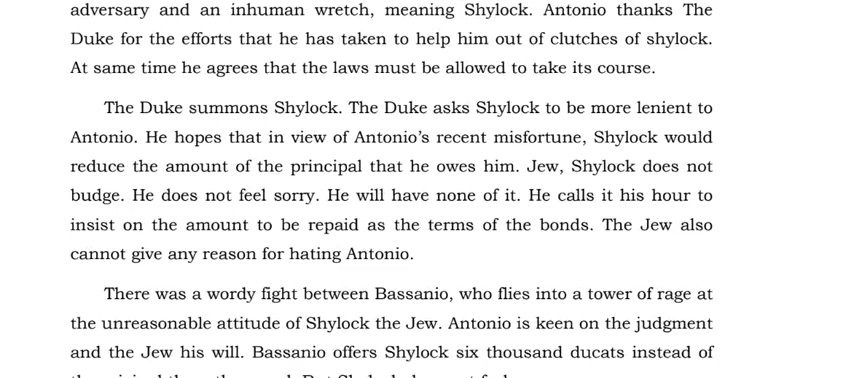 adversary and an inhuman wretch, meaning Shylock. Antonio thanks The
Duke for the efforts that he has taken to help him out of clutches of shylock.
At same time he agrees that the laws must be allowed to take its course.
The Duke summons Shylock. The Duke asks Shylock to be more lenient to
Antonio. He hopes that in view of Antonio's recent misfortune, Shylock would
reduce the amount of the principal that he owes him. Jew, Shylock does not
budge. He does not feel sorry. He will have none of it. He calls it his hour to
insist on the amount to be repaid as the terms of the bonds. The Jew also
cannot give any reason for hating Antonio.
There was a wordy fight between Bassanio, who flies into a tower of rage at
the unreasonable attitude of Shylock the Jew. Antonio is keen on the judgment
and the Jew his will. Bassanio offers Shylock six thousand ducats instead of